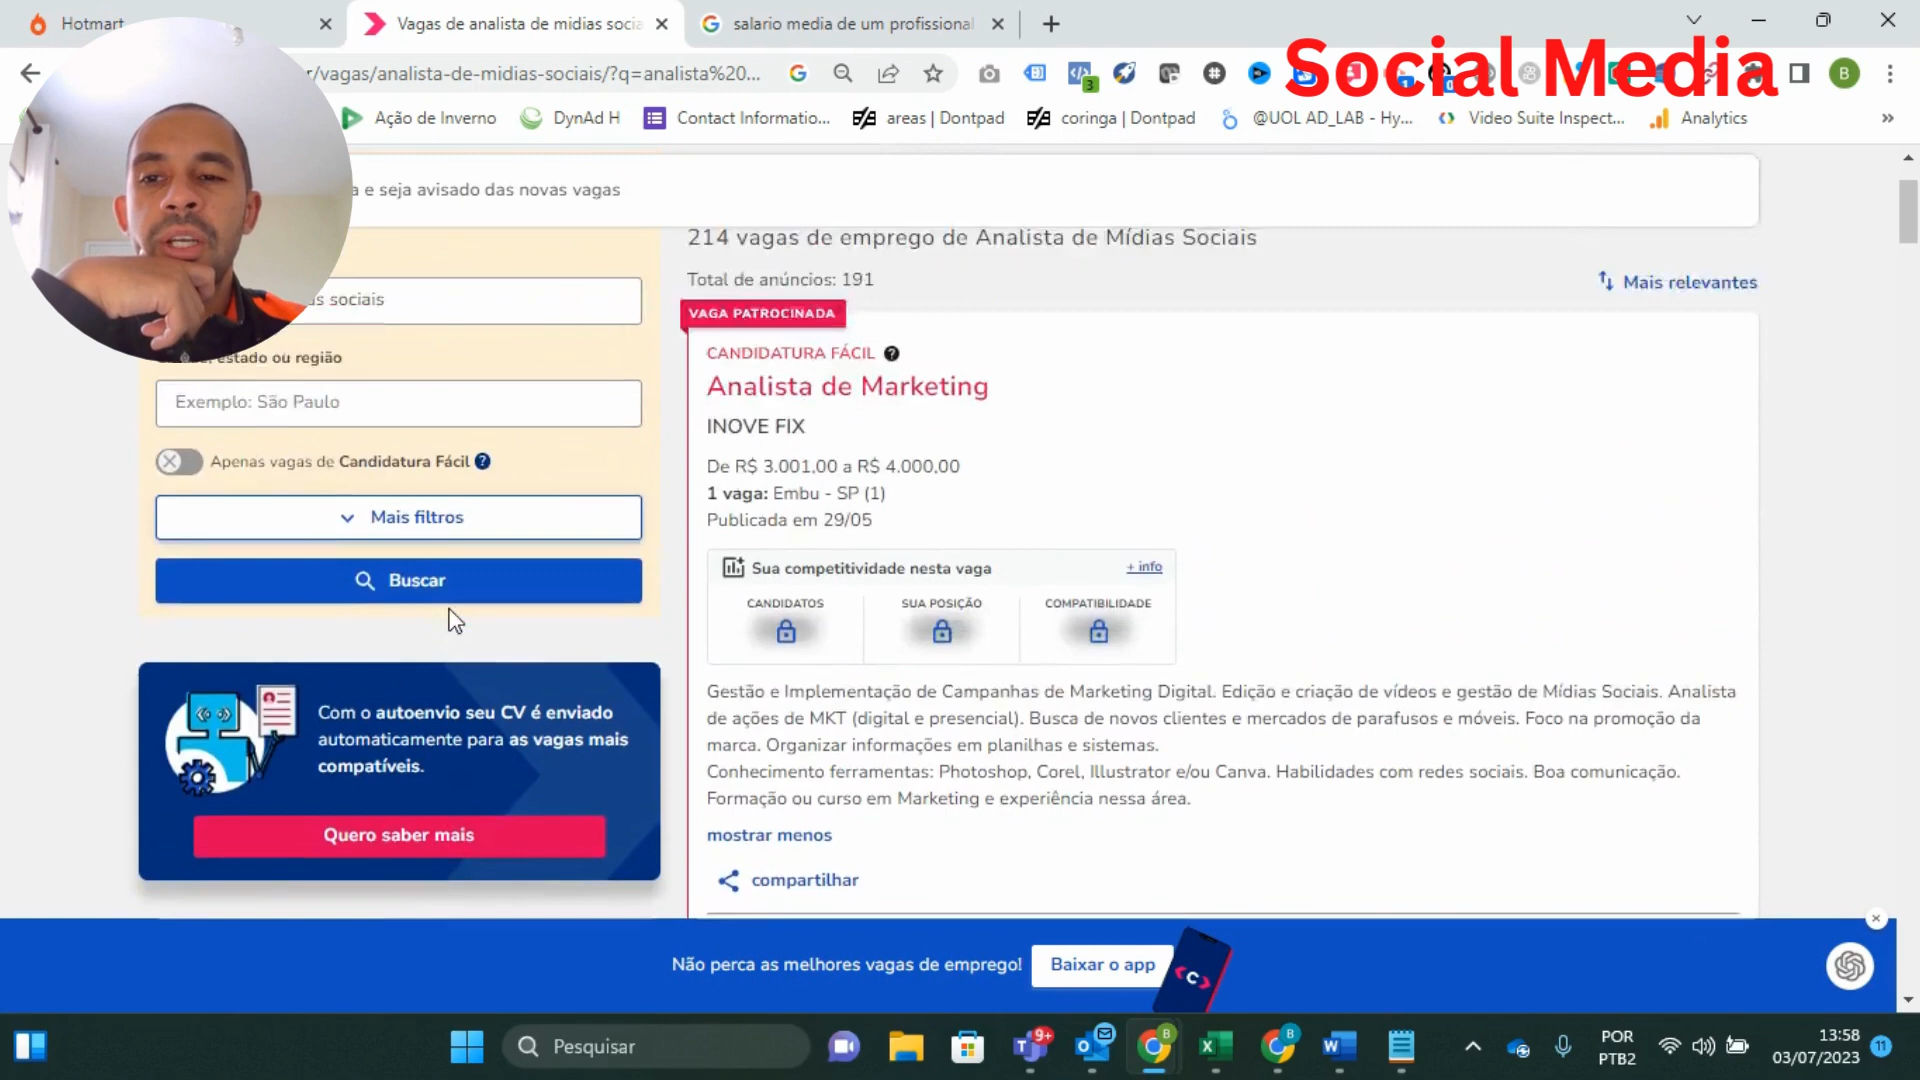 Hotmart
Vagas de analista de midias socia
salario media de um profissional
Social Media
r/vagas/analista-de-midias-sociais/?q=analista%20...
B
3
Ação de Inverno
DynAd H
Contact Informatio...
areas | Dontpad
coringa | Dontpad
@UOL AD_LAB - Hy...
Video Suite Inspect...
Analytics
»
a e seja avisado das novas vagas
214 vagas de emprego de Analista de Mídias Sociais
Total de anúncios: 191
Mais relevantes
as sociais
estado ou região
Exemplo: São Paulo
Apenas vagas de Candidatura Fácil ?
Mais filtros
Buscar
Com o autoenvio seu CV é enviado
automaticamente para as vagas mais
compatíveis.
Quero saber mais
VAGA PATROCINADA
CANDIDATURA FÁCIL ?
Analista de Marketing
INOVE FIX
De R$ 3.001,00 a R$ 4.000,00
1 vaga: Embu - SP (1)
Publicada em 29/05
Sua competitividade nesta vaga
+ info
CANDIDATOS
SUA POSIÇÃO
COMPATIBILIDADE
Gestão e Implementação de Campanhas de Marketing Digital. Edição e criação de vídeos e gestão de Mídias Sociais. Analista
de ações de MKT (digital e presencial). Busca de novos clientes e mercados de parafusos e móveis. Foco na promoção da
marca. Organizar informações em planilhas e sistemas.
Conhecimento ferramentas: Photoshop, Corel, Illustrator e/ou Canva. Habilidades com redes sociais. Boa comunicação.
Formação ou curso em Marketing e experiência nessa área.
mostrar menos
compartilhar
Não perca as melhores vagas de emprego!
Baixar o app
Pesquisar
9+
POR
PTB2
13:58
03/07/2023
11